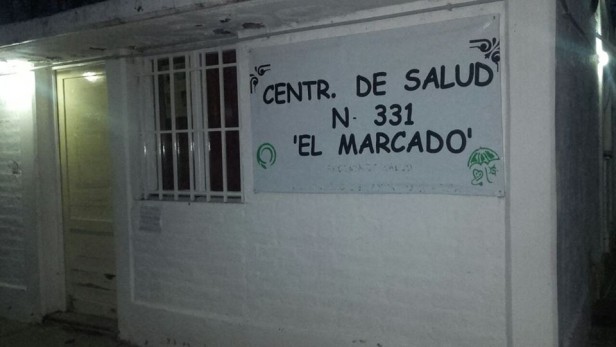 CENTR. DE SALUD
N. 331
'EL MARCADO'